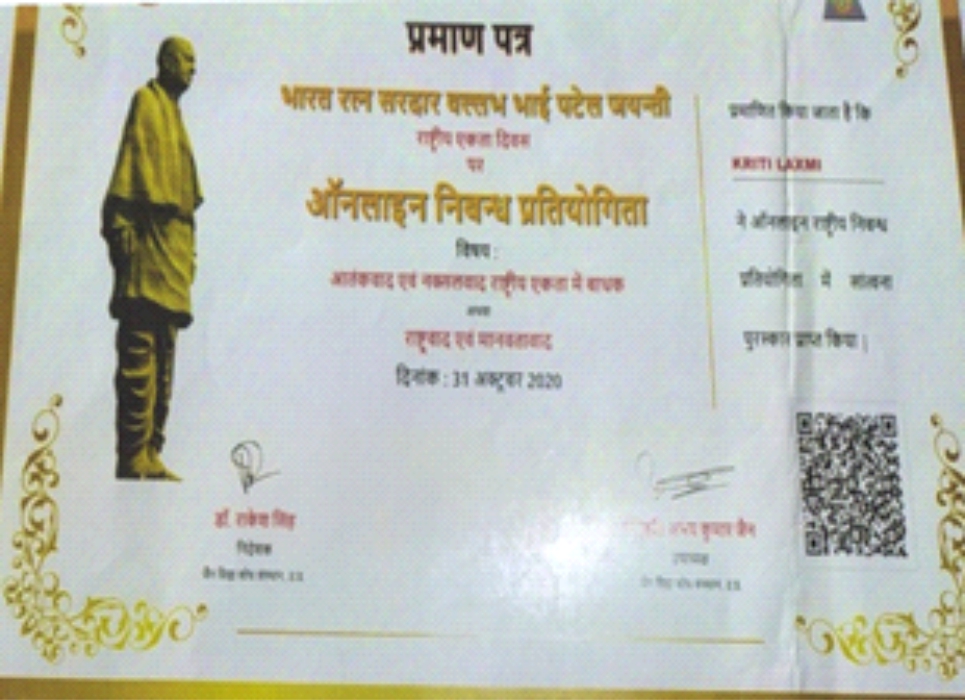 प्रमाण पत्र
भारत रत्न सरदार वल्लभ भाई पटेल जयन्ती
राष्ट्रीय एकता दिवस
पर
ऑनलाइन निबन्ध प्रतियोगिता
विषय :
आतंकवाद एवं नक्सलवाद राष्ट्रीय एकता में बाधक
अथवा
राष्ट्रवाद एवं मानवतावाद
दिनांक : 31 अक्टूबर 2020
प्रमाणित किया जाता है कि
KRITI LAXMI
ने ऑनलाइन राष्ट्रीय निबन्ध
प्रतियोगिता में सांत्वना
पुरस्कार प्राप्त किया |
डॉ. राकेश सिंह
निदेशक
कुमार जैन
उपाध्यक्ष